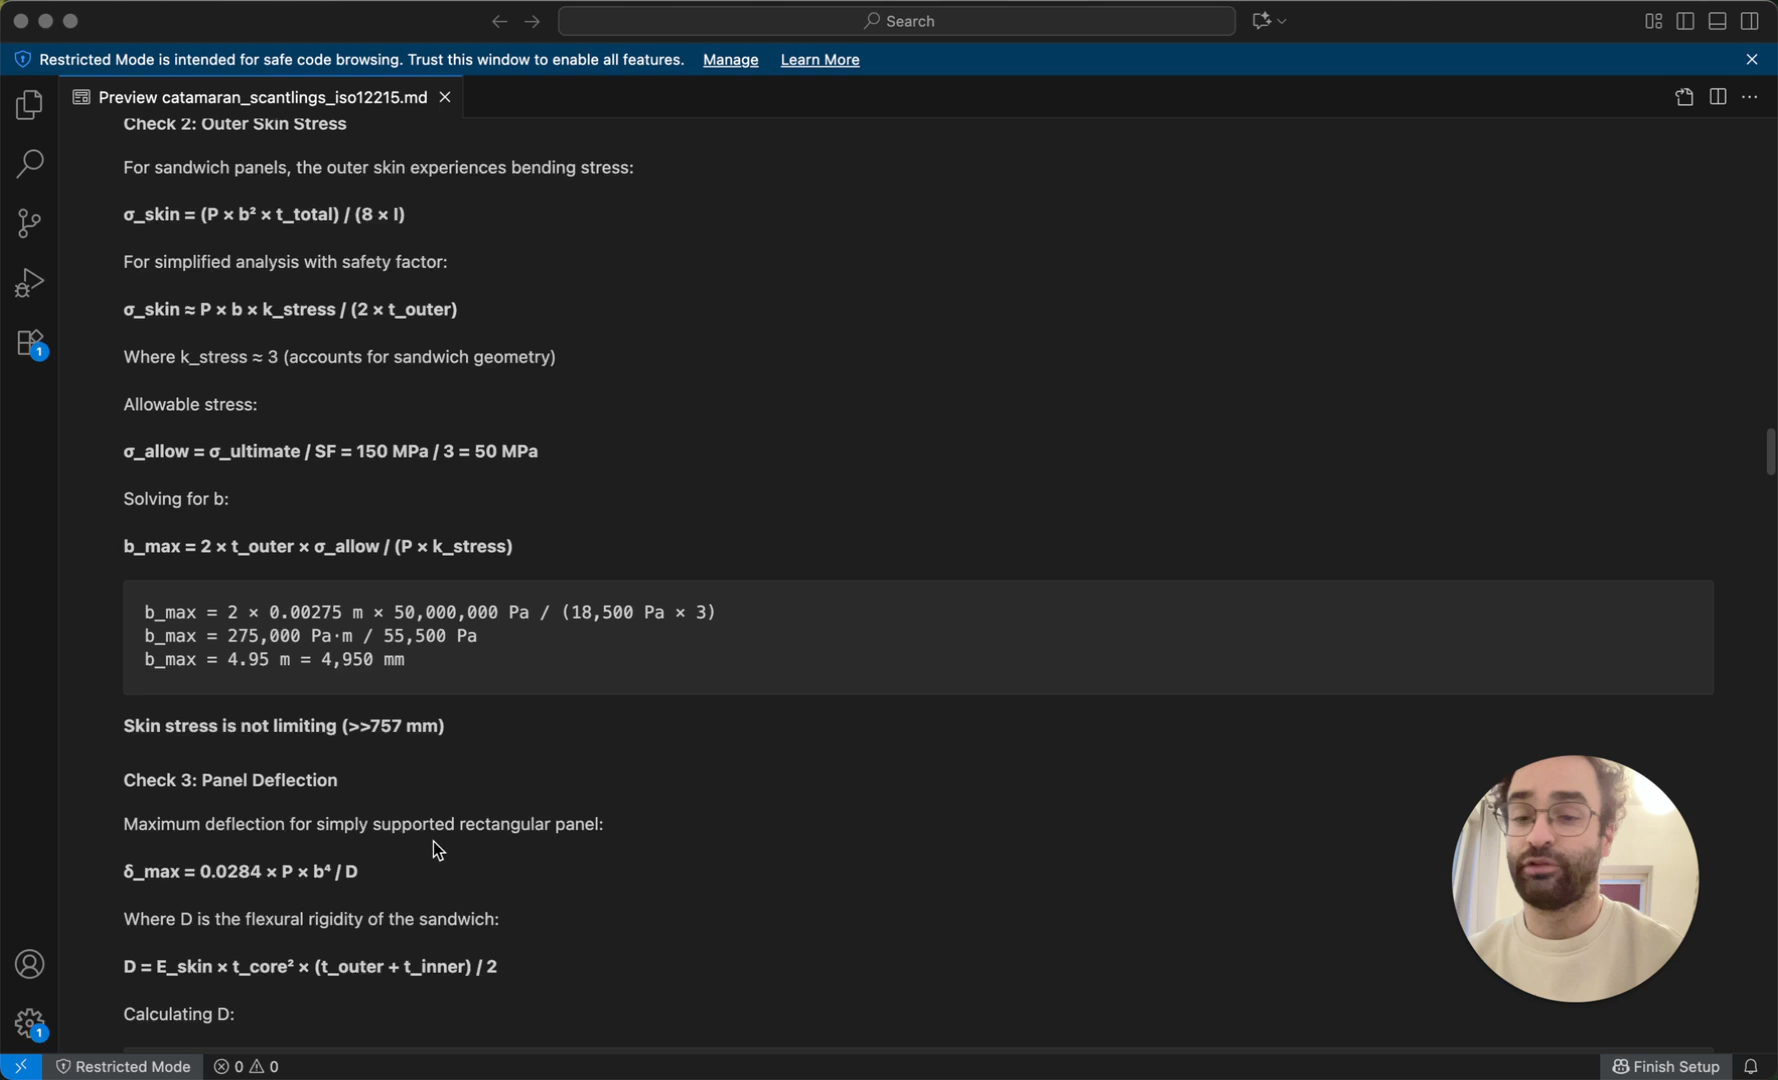 Search
Restricted Mode is intended for safe code browsing. Trust this window to enable all features. Manage Learn More
Preview catamaran_scantlings_iso12215.md
Check 2: Outer Skin Stress
For sandwich panels, the outer skin experiences bending stress:
σ_skin = (P × b² × t_total) / (8 × I)
For simplified analysis with safety factor:
σ_skin ≈ P × b × k_stress / (2 × t_outer)
Where k_stress ≈ 3 (accounts for sandwich geometry)
Allowable stress:
σ_allow = σ_ultimate / SF = 150 MPa / 3 = 50 MPa
Solving for b:
b_max = 2 × t_outer × σ_allow / (P × k_stress)
b_max = 2 × 0.00275 m × 50,000,000 Pa / (18,500 Pa × 3)
b_max = 275,000 Pa·m / 55,500 Pa
b_max = 4.95 m = 4,950 mm
Skin stress is not limiting (>>757 mm)
Check 3: Panel Deflection
Maximum deflection for simply supported rectangular panel:
δ_max = 0.0284 × P × b⁴ / D
Where D is the flexural rigidity of the sandwich:
D = E_skin × t_core² × (t_outer + t_inner) / 2
Calculating D:
1
1
Restricted Mode 0 0 Finish Setup